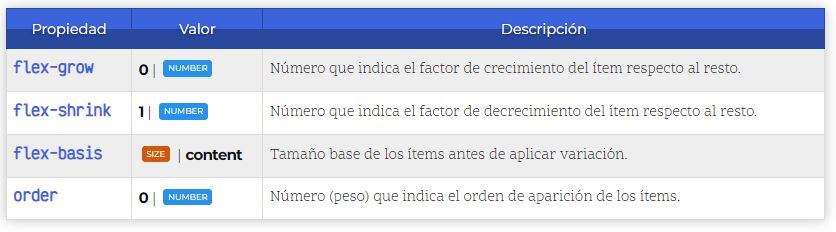 Propiedad Valor Descripción
flex-grow 0 | NUMBER Número que indica el factor de crecimiento del ítem respecto al resto.
flex-shrink 1 | NUMBER Número que indica el factor de decrecimiento del ítem respecto al resto.
flex-basis SIZE | content Tamaño base de los ítems antes de aplicar variación.
order 0 | NUMBER Número (peso) que indica el orden de aparición de los ítems.